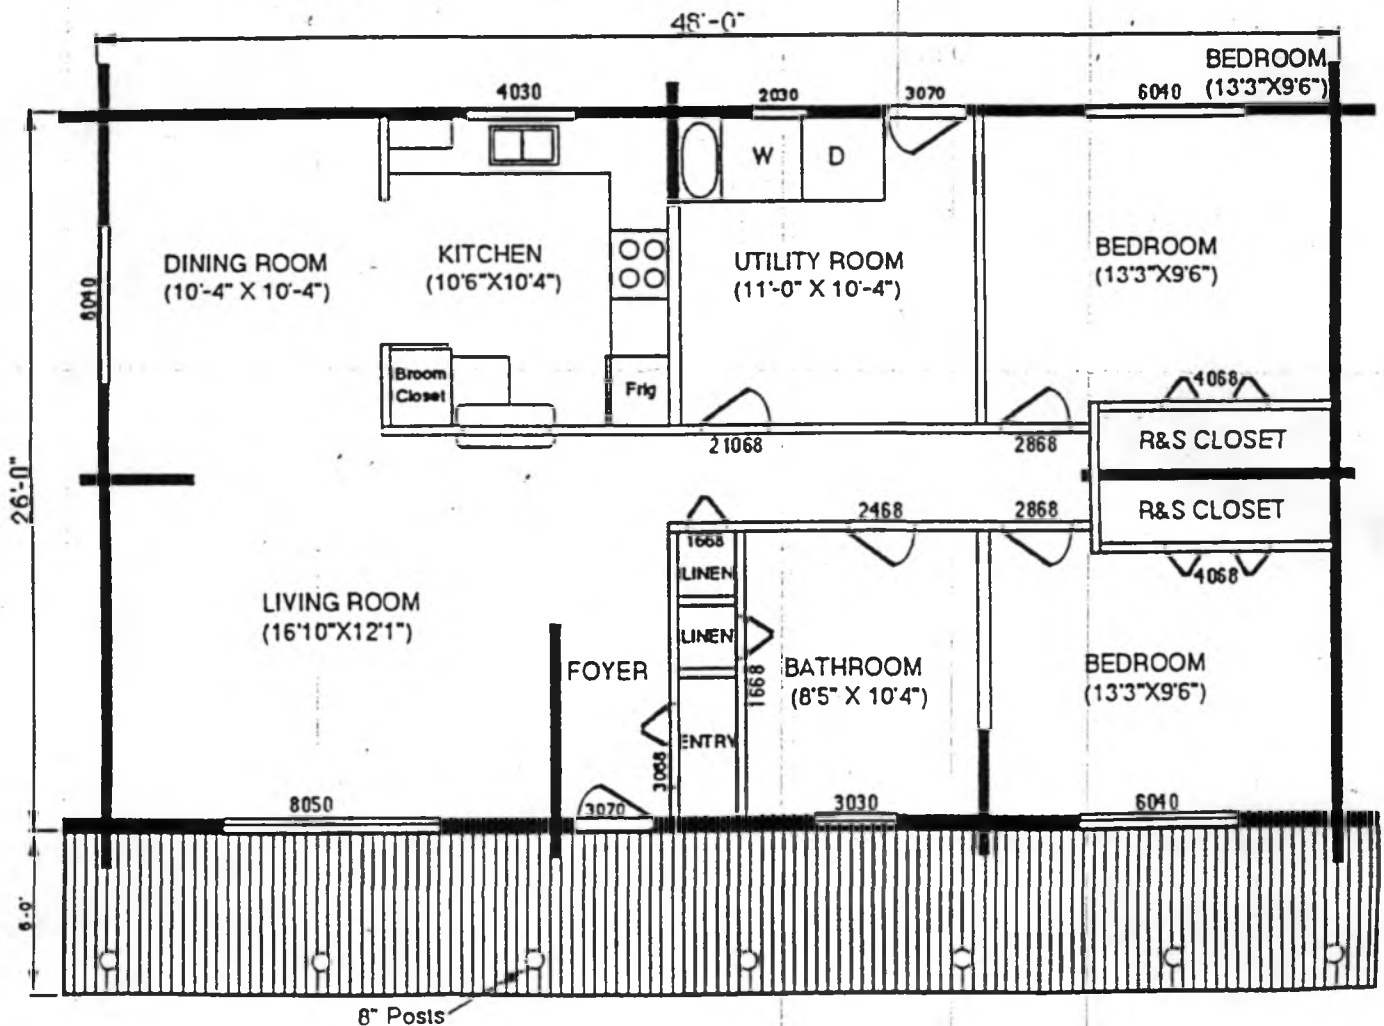 48'-0"
BEDROOM
(13'3"X9'6")
4030
2030
3070
6040
W
D
DINING ROOM
(10'-4" X 10'-4")
KITCHEN
(10'6"X10'4")
UTILITY ROOM
(11'-0" X 10'-4")
BEDROOM
(13'3"X9'6")
6040
Broom
Closet
Frig
4068
21068
2868
R&S CLOSET
26'-0"
2468
2868
R&S CLOSET
1668
LINEN
4068
LIVING ROOM
(16'10"X12'1")
LINEN
FOYER
1668
BATHROOM
(8'5" X 10'4")
BEDROOM
(13'3"X9'6")
ENTRY
3068
8050
3070
3030
6040
6'-0"
8" Posts